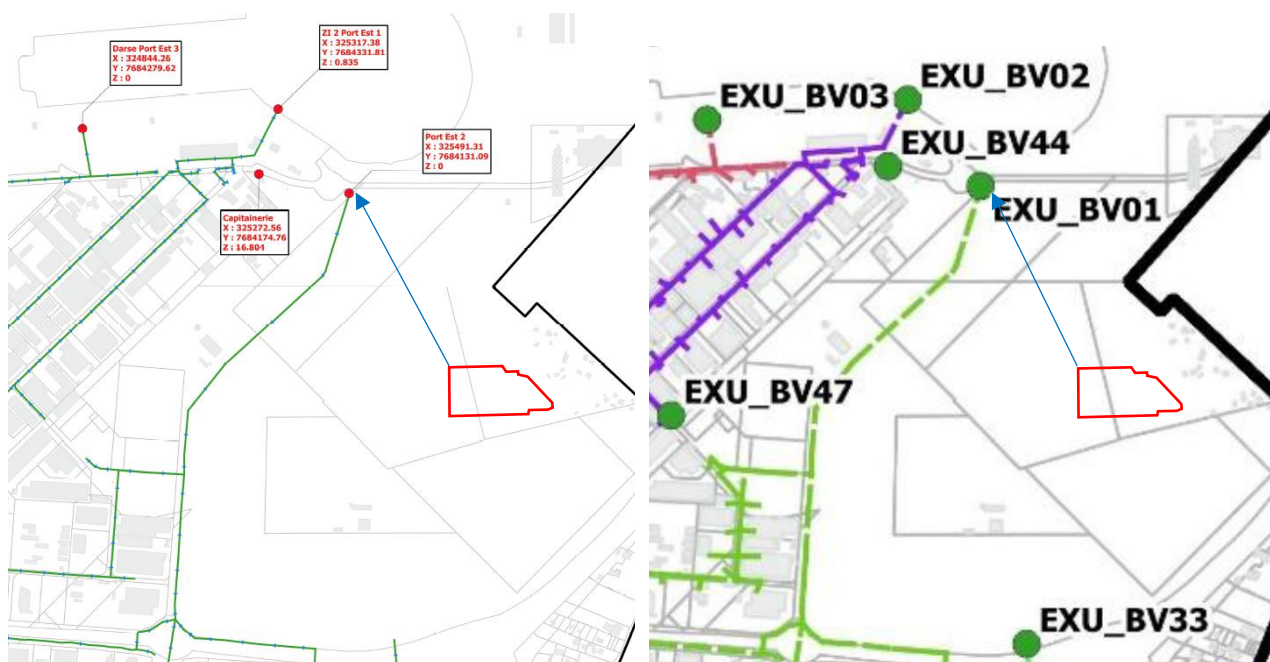 Darse Port Est 3
X : 324844.26
Y : 7684279.62
Z : 0
ZI 2 Port Est 1
X : 325317.38
Y : 7684331.81
Z : 0.835
Port Est 2
X : 325491.31
Y : 7684131.09
Z : 0
Capitainerie
X : 325272.56
Y : 7684174.76
Z : 16.804
EXU_BV03
EXU_BV02
EXU_BV44
EXU_BV01
EXU_BV47
EXU_BV33